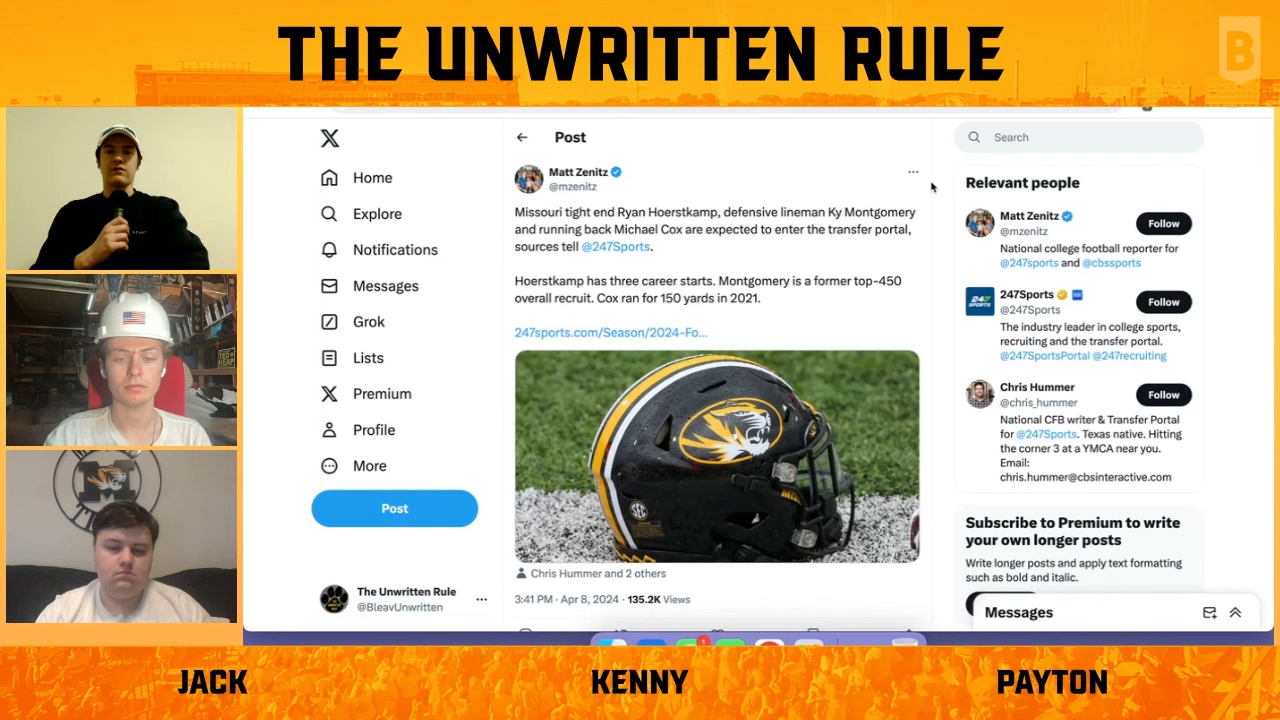 THE UNWRITTEN RULE
B
Post
Search
Matt Zenitz
@mzenitz
Home
Explore
Notifications
Messages
Grok
Lists
Premium
Profile
More
Post
The Unwritten Rule
@BleavUnwritten
Missouri tight end Ryan Hoerstkamp, defensive lineman Ky Montgomery
and running back Michael Cox are expected to enter the transfer portal,
sources tell @247Sports.
Hoerstkamp has three career starts. Montgomery is a former top-450
overall recruit. Cox ran for 150 yards in 2021.
247sports.com/Season/2024-Fo...
SEC
Chris Hummer and 2 others
3:41 PM · Apr 8, 2024 · 135.2K Views
Relevant people
Matt Zenitz
Follow
@mzenitz
National college football reporter for
@247sports and @cbssports
247 SPORTS
247Sports
Follow
@247Sports
The industry leader in college sports,
recruiting and the transfer portal.
@247SportsPortal @247recruiting
Chris Hummer
Follow
@chris_hummer
National CFB writer & Transfer Portal
for @247Sports. Texas native. Hitting
the corner 3 at a YMCA near you.
Email:
chris.hummer@cbsinteractive.com
Subscribe to Premium to write
your own longer posts
Write longer posts and apply text formatting
such as bold and italic.
Messages
1
JACK
KENNY
PAYTON